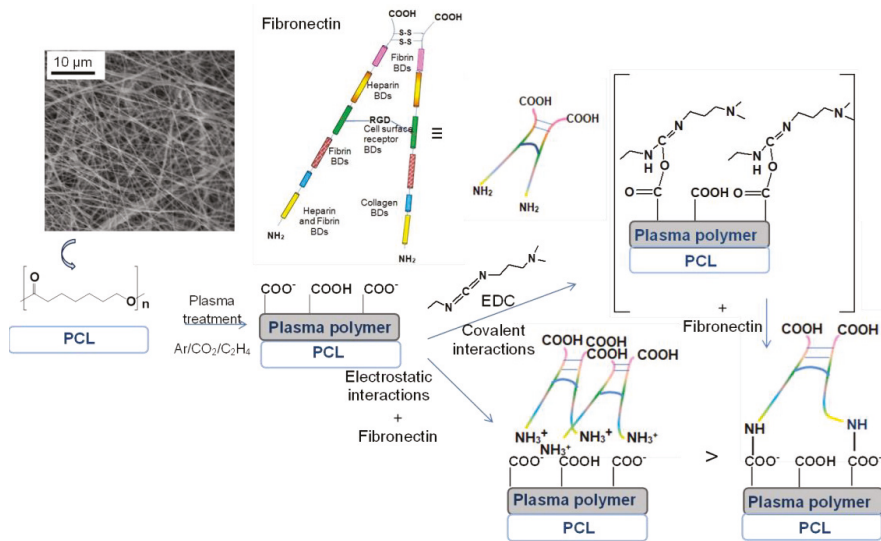 10 µm
Fibronectin
COOH
COOH
S-S
S-S
Fibrin
BDs
Heparin
BDs
RGD
Cell surface
receptor
BDs
Fibrin
BDs
Collagen
BDs
Heparin
and Fibrin
BDs
NH₂
NH₂
≡
COOH
COOH
NH₂
NH₂
N
N
C
N
H
O
O
C
COOH
N
N
C
N
H
O
O
C
Plasma polymer
PCL
O
O
n
PCL
Plasma
treatment
Ar/CO₂/C₂H₄
COO⁻
COOH
COO⁻
Plasma polymer
PCL
N
N
C
N
EDC
Covalent
interactions
Electrostatic
interactions
+
Fibronectin
+
Fibronectin
COOH
COOH
COOH
COOH
NH₃⁺
NH₃⁺
NH₃⁺
NH₃⁺
COO⁻
COOH
COO⁻
Plasma polymer
PCL
>
COOH
COOH
NH
NH
COO⁻
COOH
COO⁻
Plasma polymer
PCL